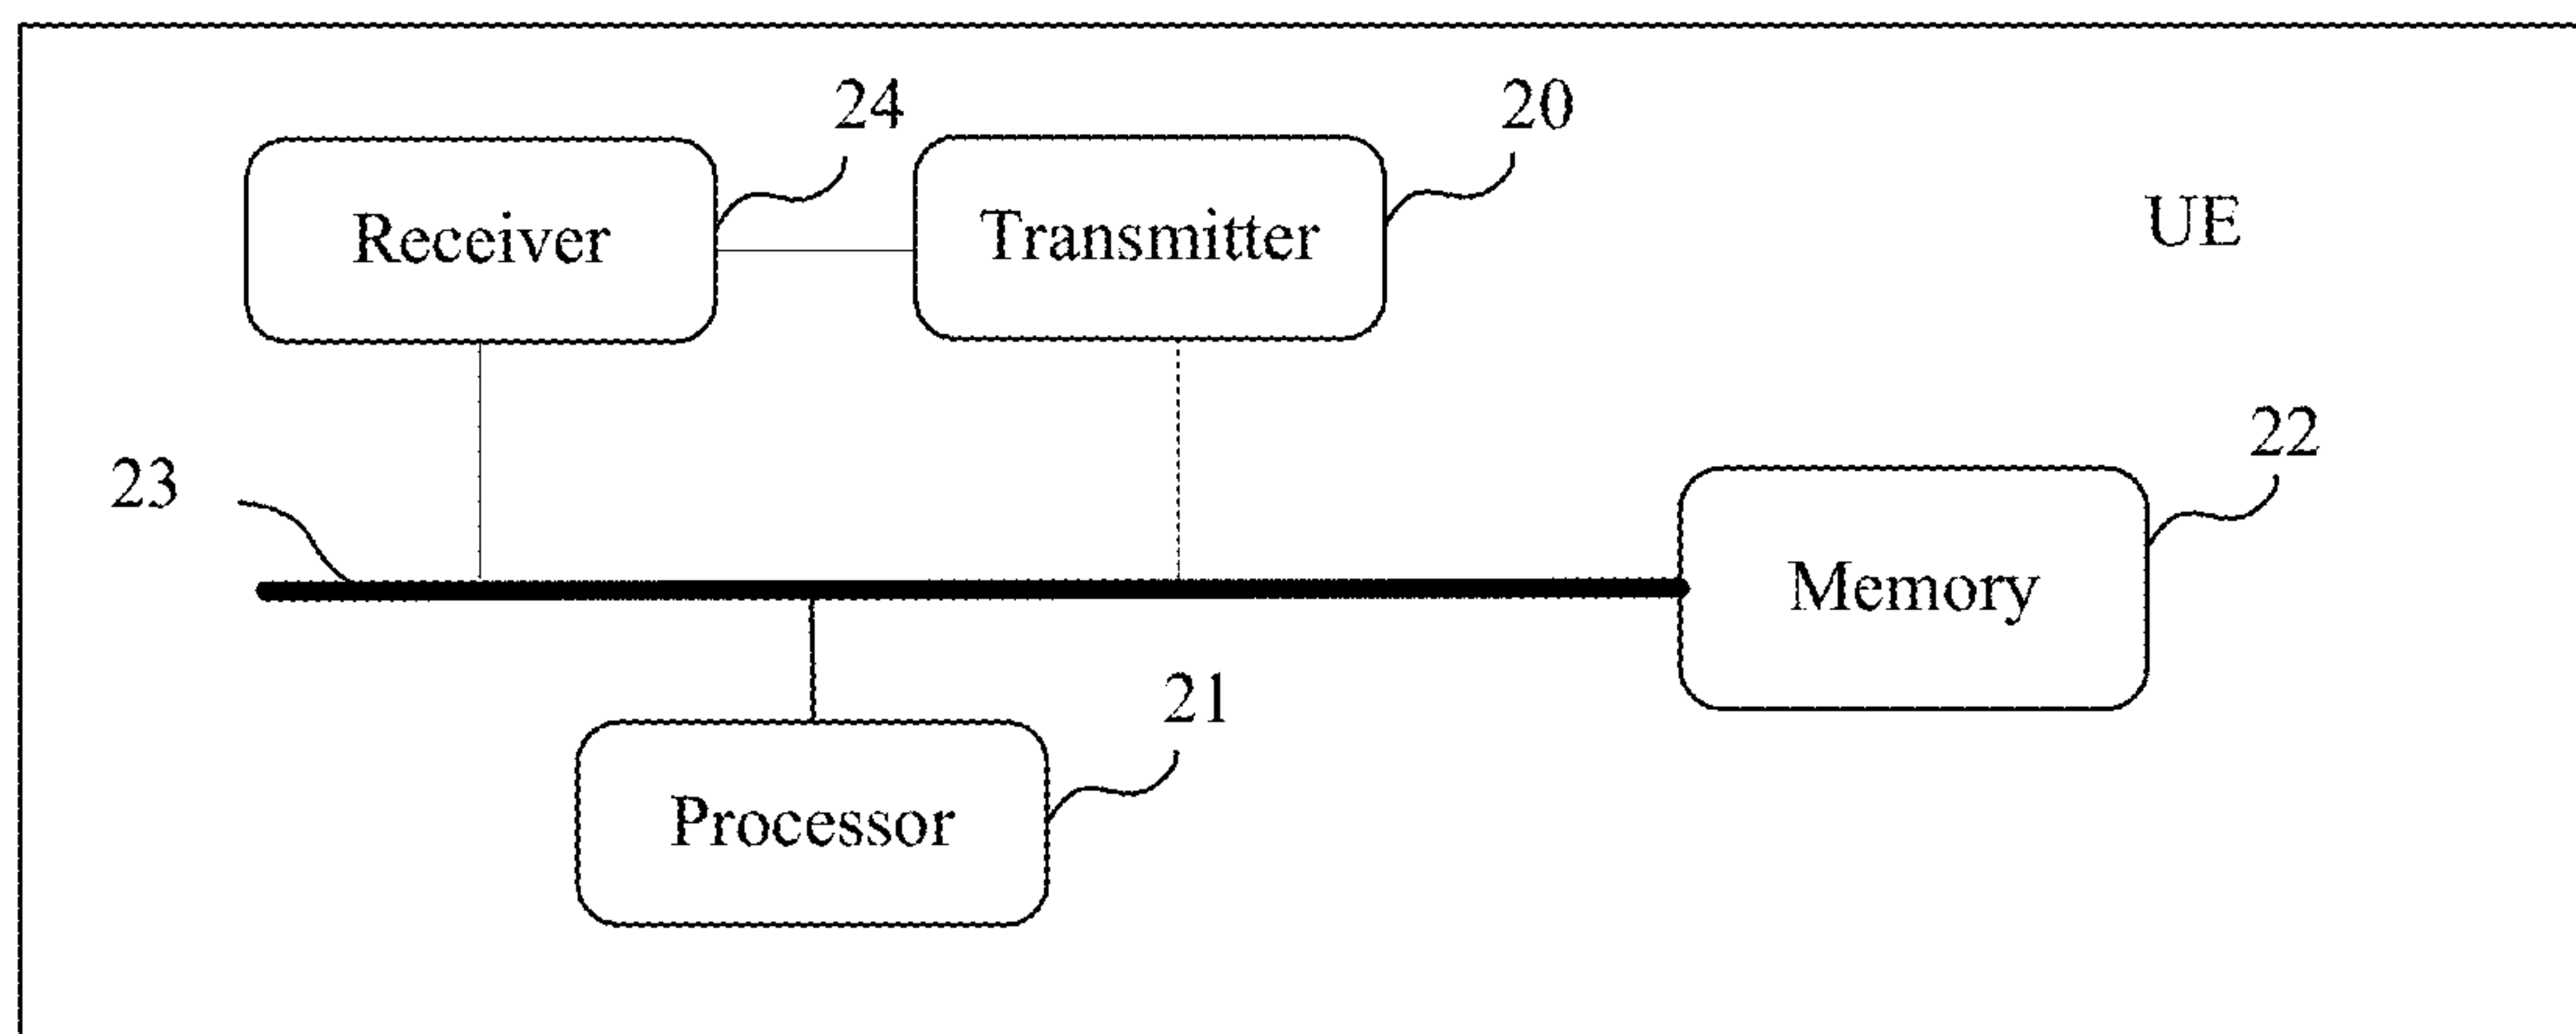 24
20
Receiver
Transmitter
UE
23
22
Memory
21
Processor